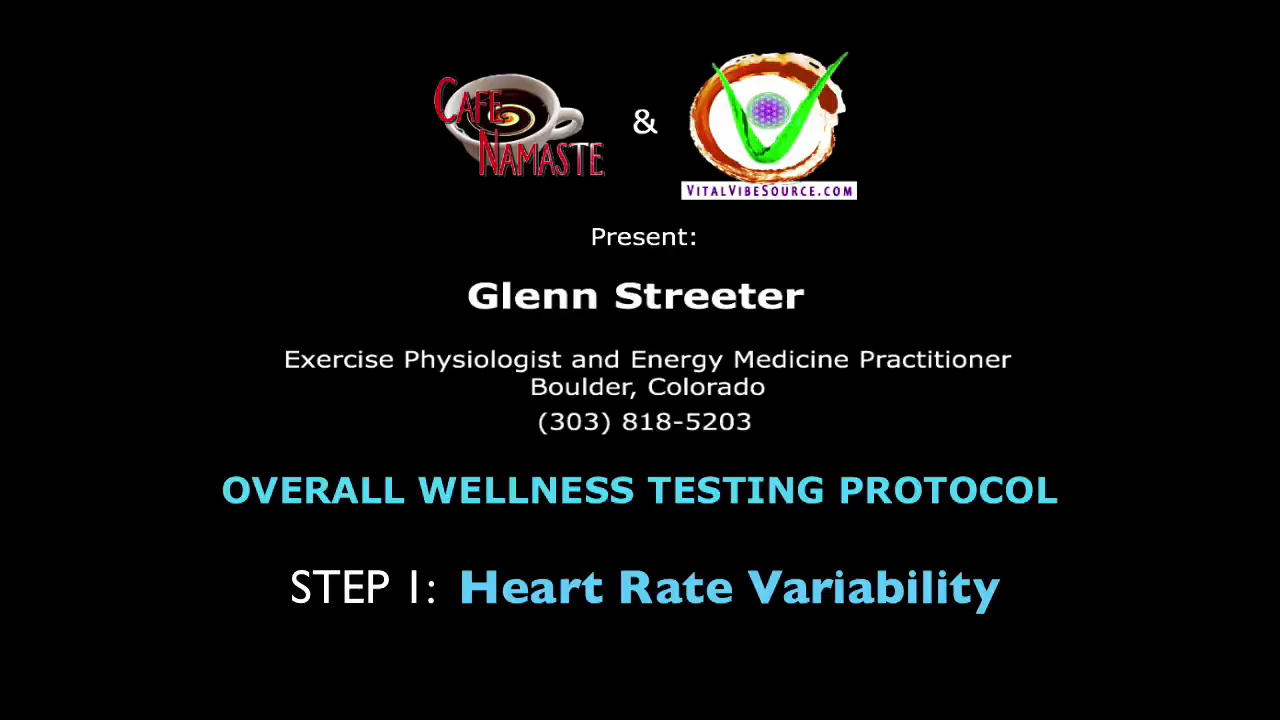 CAFE
NAMASTE
&
VITALVIBESOURCE.COM
Present:
Glenn Streeter
Exercise Physiologist and Energy Medicine Practitioner
Boulder, Colorado
(303) 818-5203
OVERALL WELLNESS TESTING PROTOCOL
STEP 1: Heart Rate Variability